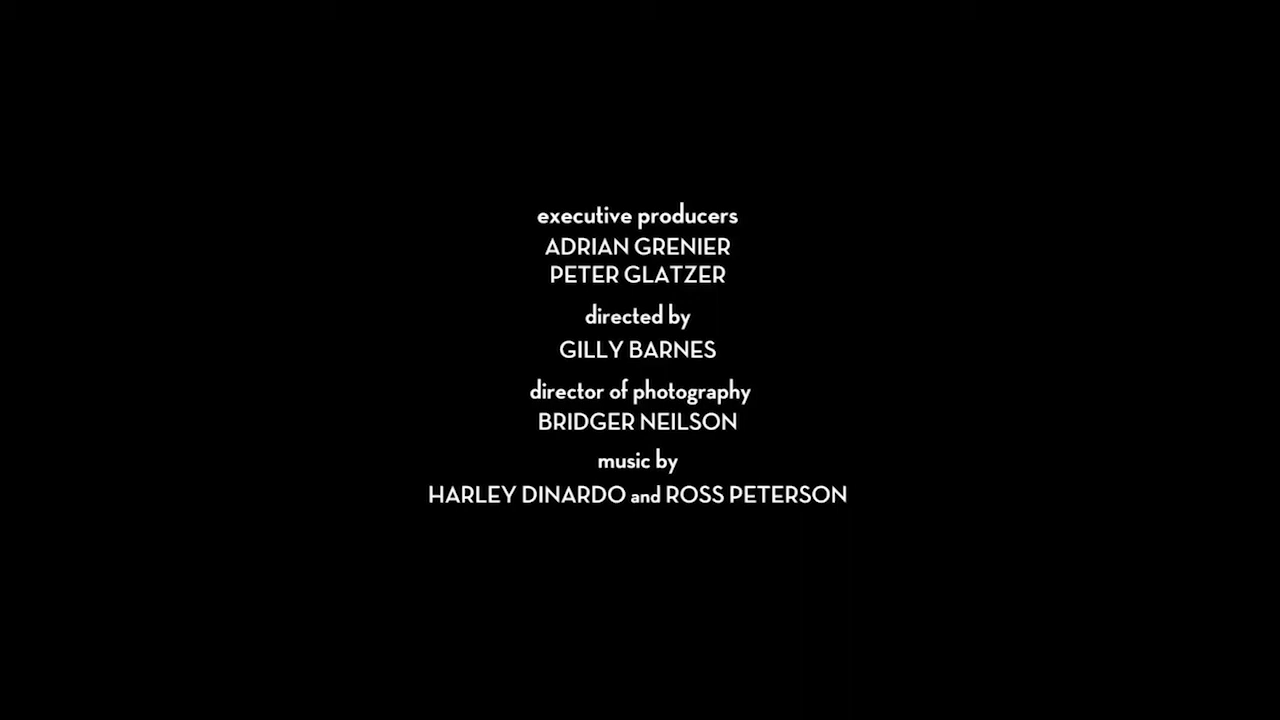 executive producers
ADRIAN GRENIER
PETER GLATZER
directed by
GILLY BARNES
director of photography
BRIDGER NEILSON
music by
HARLEY DINARDO and ROSS PETERSON